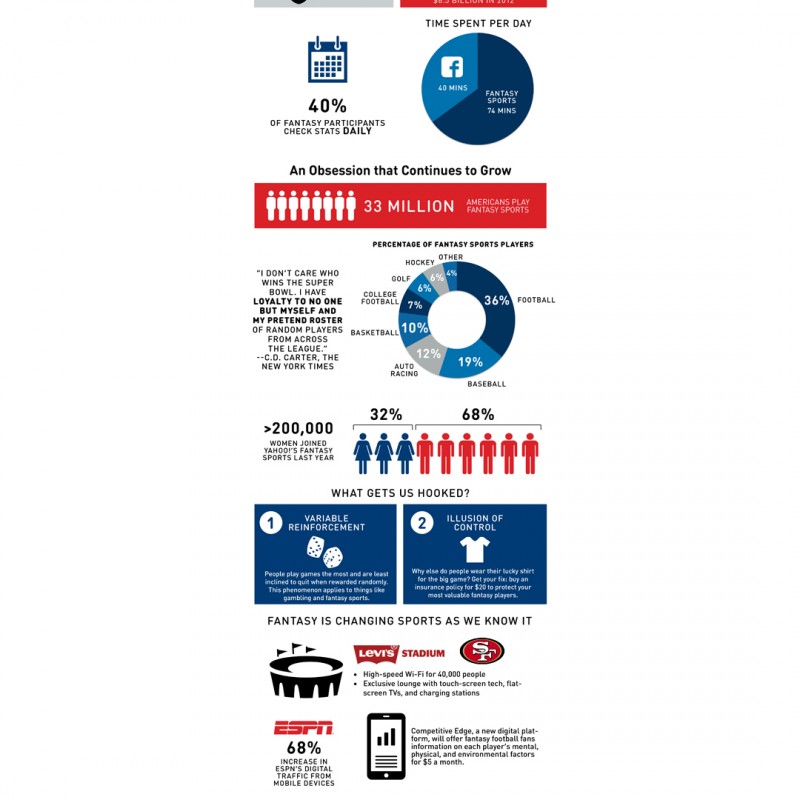 $6.5 BILLION IN 2012
TIME SPENT PER DAY
40 MINS
FANTASY
SPORTS
74 MINS
40%
OF FANTASY PARTICIPANTS
CHECK STATS DAILY
An Obsession that Continues to Grow
33 MILLION
AMERICANS PLAY
FANTASY SPORTS
PERCENTAGE OF FANTASY SPORTS PLAYERS
"I DON'T CARE WHO
WINS THE SUPER
BOWL. I HAVE
LOYALTY TO NO ONE
BUT MYSELF AND
MY PRETEND ROSTER
OF RANDOM PLAYERS
FROM ACROSS
THE LEAGUE."
--C.D. CARTER, THE
NEW YORK TIMES
OTHER
4%
HOCKEY
6%
GOLF
6%
COLLEGE
FOOTBALL
7%
BASKETBALL
10%
AUTO
RACING
12%
BASEBALL
19%
36%
FOOTBALL
>200,000
WOMEN JOINED
YAHOO!'S FANTASY
SPORTS LAST YEAR
32%
68%
WHAT GETS US HOOKED?
1
VARIABLE
REINFORCEMENT
People play games the most and are least
inclined to quit when rewarded randomly.
This phenomenon applies to things like
gambling and fantasy sports.
2
ILLUSION OF
CONTROL
Why else do people wear their lucky shirt
for the big game? Get your fix: buy an
insurance policy for $20 to protect your
most valuable fantasy players.
FANTASY IS CHANGING SPORTS AS WE KNOW IT
LEVI'S STADIUM
SF
• High-speed Wi-Fi for 40,000 people
• Exclusive lounge with touch-screen tech, flat-
screen TVs, and charging stations
ESPN
68%
INCREASE IN
ESPN'S DIGITAL
TRAFFIC FROM
MOBILE DEVICES
Competitive Edge, a new digital plat-
form, will offer fantasy football fans
information on each player's mental,
physical, and environmental factors
for $5 a month.